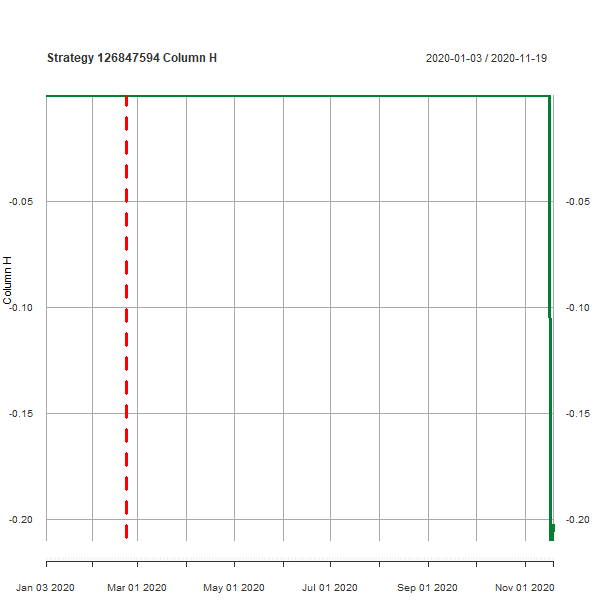 Strategy 126847594 Column H
2020-01-03 / 2020-11-19
-0.05
-0.05
Column H
-0.10
-0.10
-0.15
-0.15
-0.20
-0.20
Jan 03 2020
Mar 01 2020
May 01 2020
Jul 01 2020
Sep 01 2020
Nov 01 2020